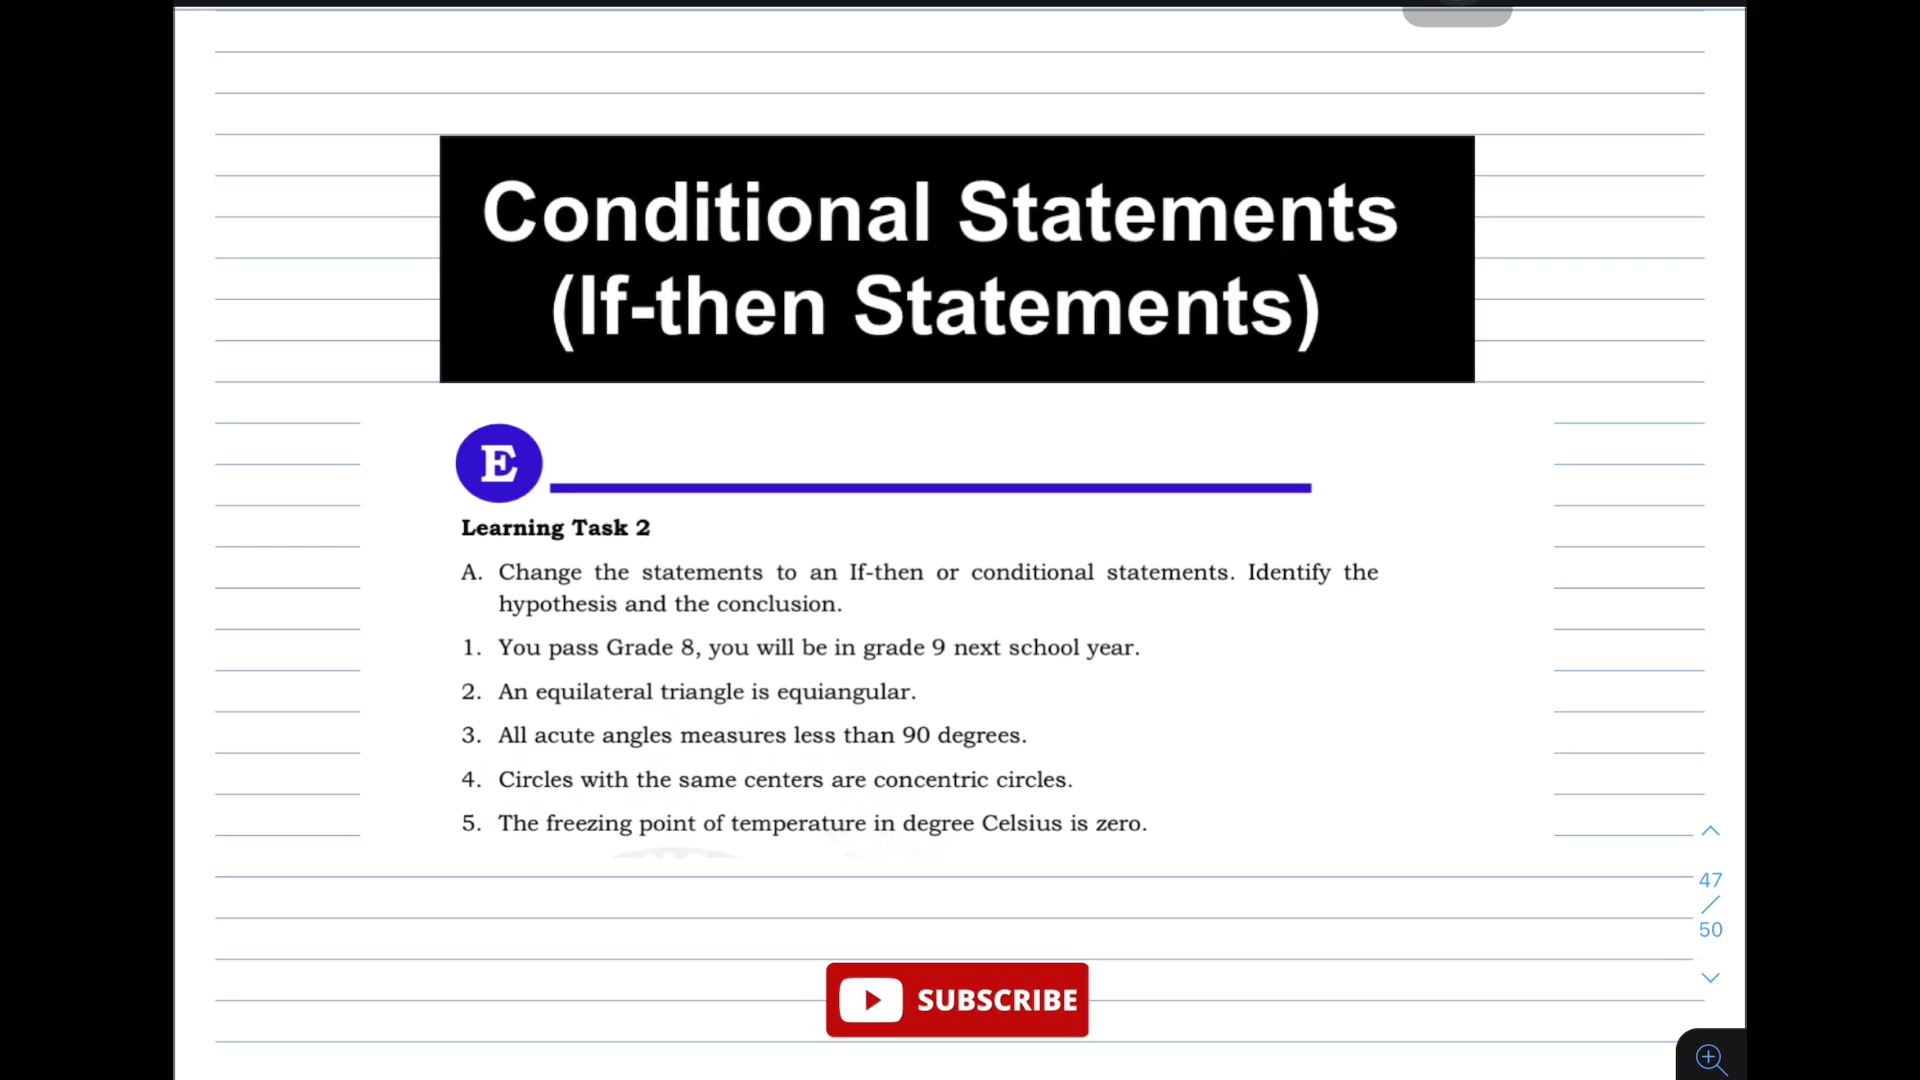 Conditional Statements
(If-then Statements)
E
Learning Task 2
A. Change the statements to an If-then or conditional statements. Identify the
hypothesis and the conclusion.
1. You pass Grade 8, you will be in grade 9 next school year.
2. An equilateral triangle is equiangular.
3. All acute angles measures less than 90 degrees.
4. Circles with the same centers are concentric circles.
5. The freezing point of temperature in degree Celsius is zero.
47
/
50
SUBSCRIBE